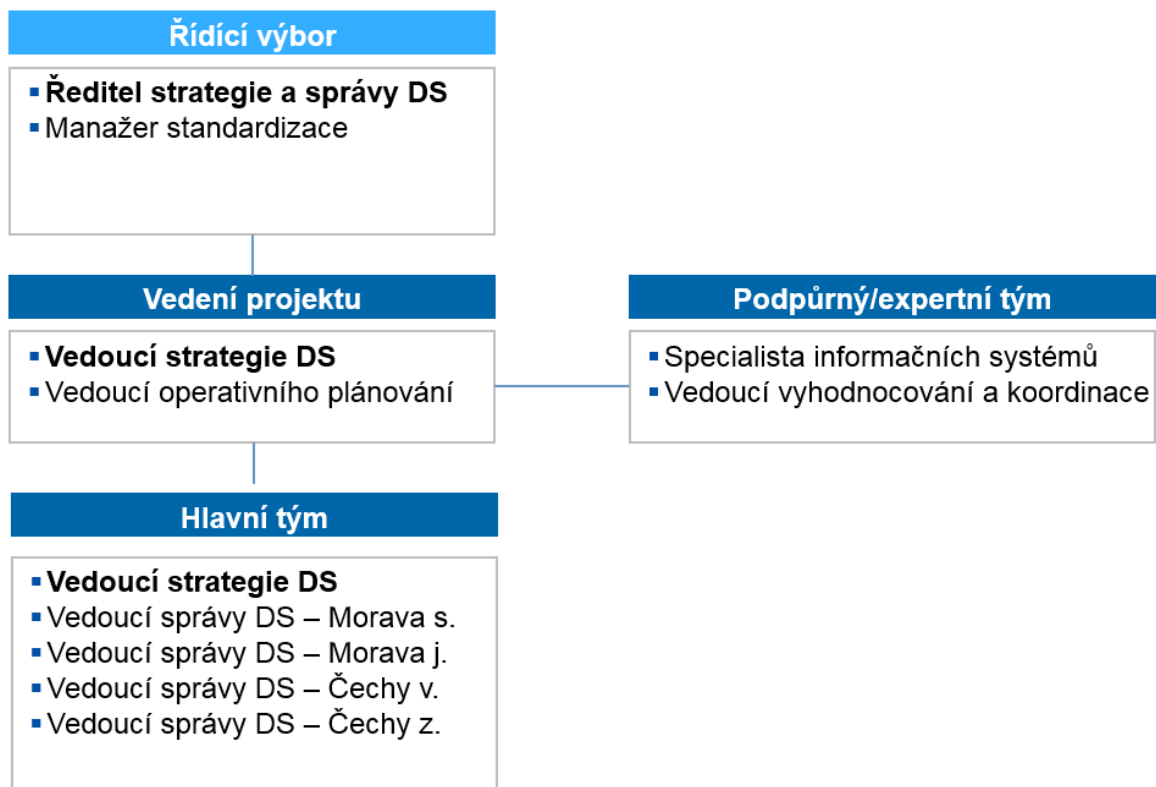 Řídící výbor
▪ Ředitel strategie a správy DS
▪ Manažer standardizace
Vedení projektu
▪ Vedoucí strategie DS
▪ Vedoucí operativního plánování
Podpůrný/expertní tým
▪ Specialista informačních systémů
▪ Vedoucí vyhodnocování a koordinace
Hlavní tým
▪ Vedoucí strategie DS
▪ Vedoucí správy DS – Morava s.
▪ Vedoucí správy DS – Morava j.
▪ Vedoucí správy DS – Čechy v.
▪ Vedoucí správy DS – Čechy z.